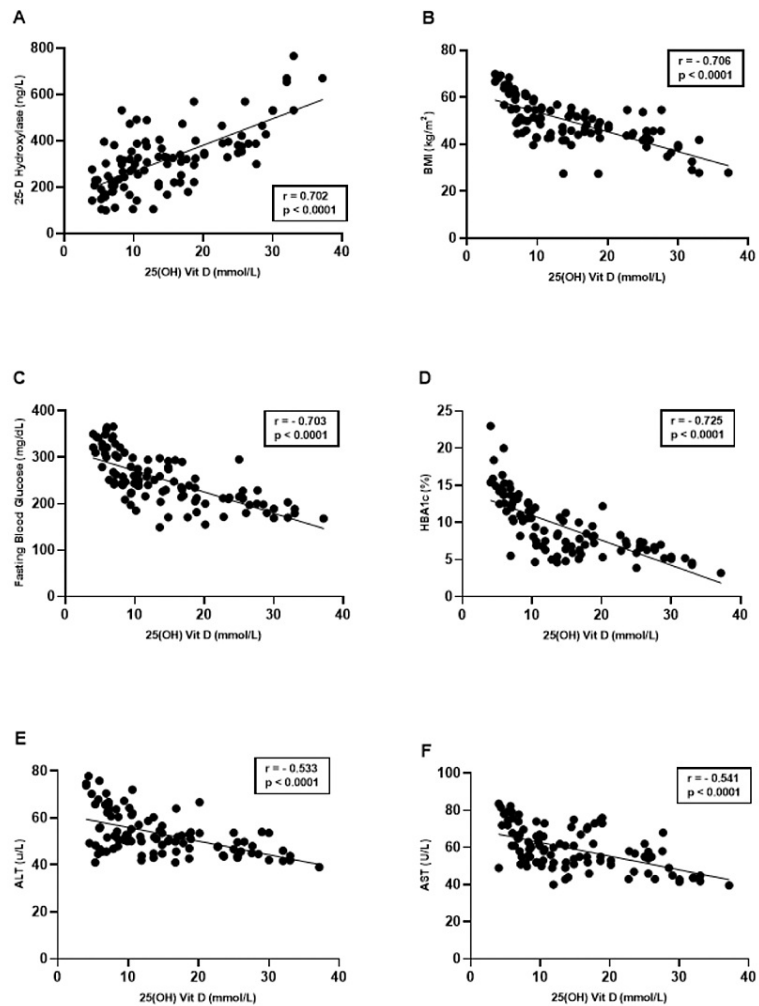 A
25-D Hydroxylase (ng/L)
800
600
400
200
0
r = 0.702
p < 0.0001
0 10 20 30 40
25(OH) Vit D (mmol/L)
B
BMI (kg/m²)
80
60
40
20
0
r = - 0.706
p < 0.0001
0 10 20 30 40
25(OH) Vit D (mmol/L)
C
Fasting Blood Glucose (mg/dL)
400
300
200
100
0
r = - 0.703
p < 0.0001
0 10 20 30 40
25(OH) Vit D (mmol/L)
D
HBA1c (%)
25
20
15
10
5
0
r = - 0.725
p < 0.0001
0 10 20 30 40
25(OH) Vit D (mmol/L)
E
ALT (u/L)
80
60
40
20
0
r = - 0.533
p < 0.0001
0 10 20 30 40
25(OH) Vit D (mmol/L)
F
AST (U/L)
100
80
60
40
20
0
r = - 0.541
p < 0.0001
0 10 20 30 40
25(OH) Vit D (mmol/L)